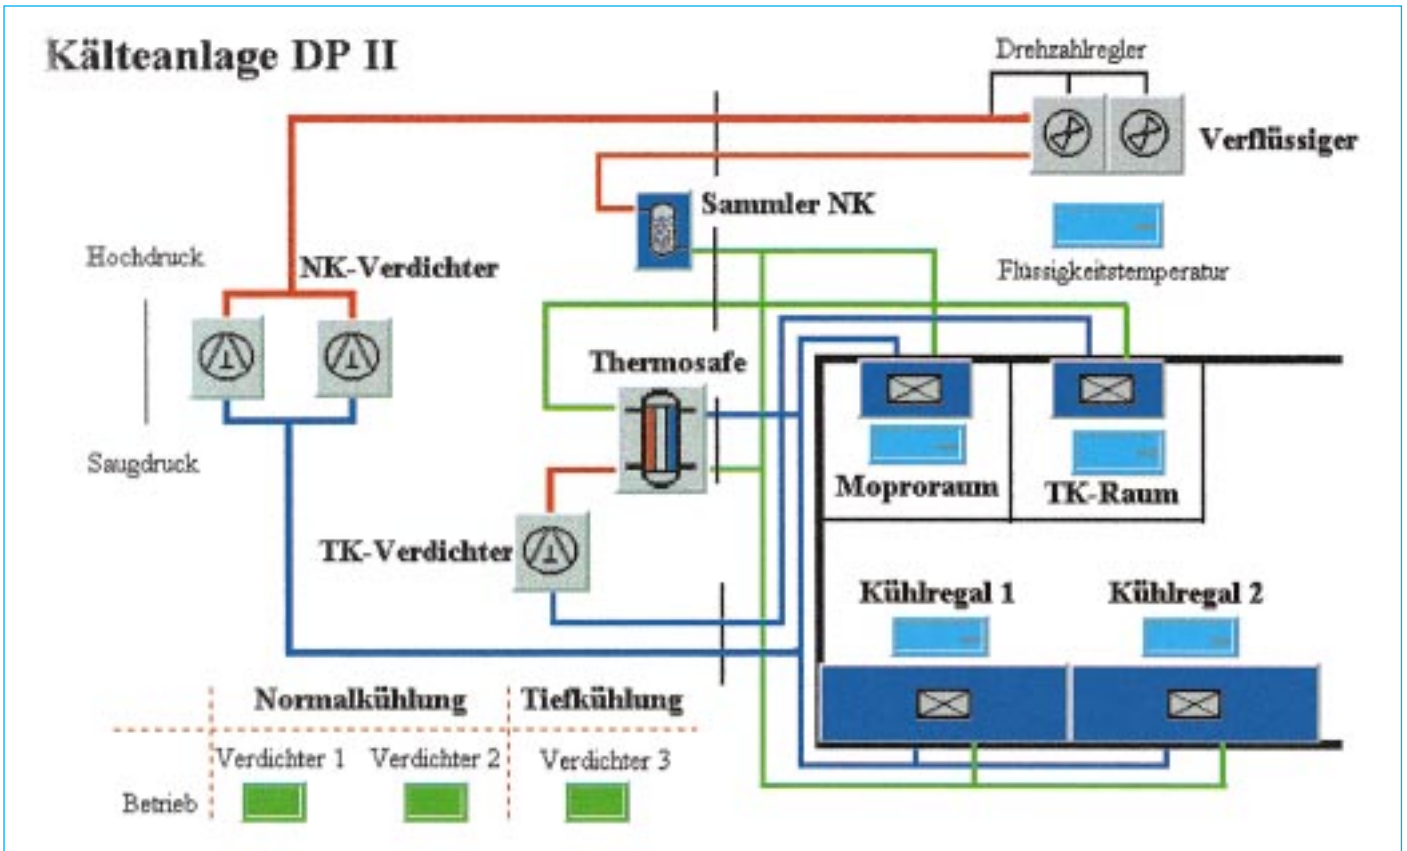 Kälteanlage DP II
Drehzahlregler
Verflüssiger
Sammler NK
Hochdruck
NK-Verdichter
Flüssigkeitstemperatur
Thermosafe
Saugdruck
Moproraum
TK-Raum
TK-Verdichter
Kühlregal 1
Kühlregal 2
Normalkühlung
Tiefkühlung
Verdichter 1
Verdichter 2
Verdichter 3
Betrieb